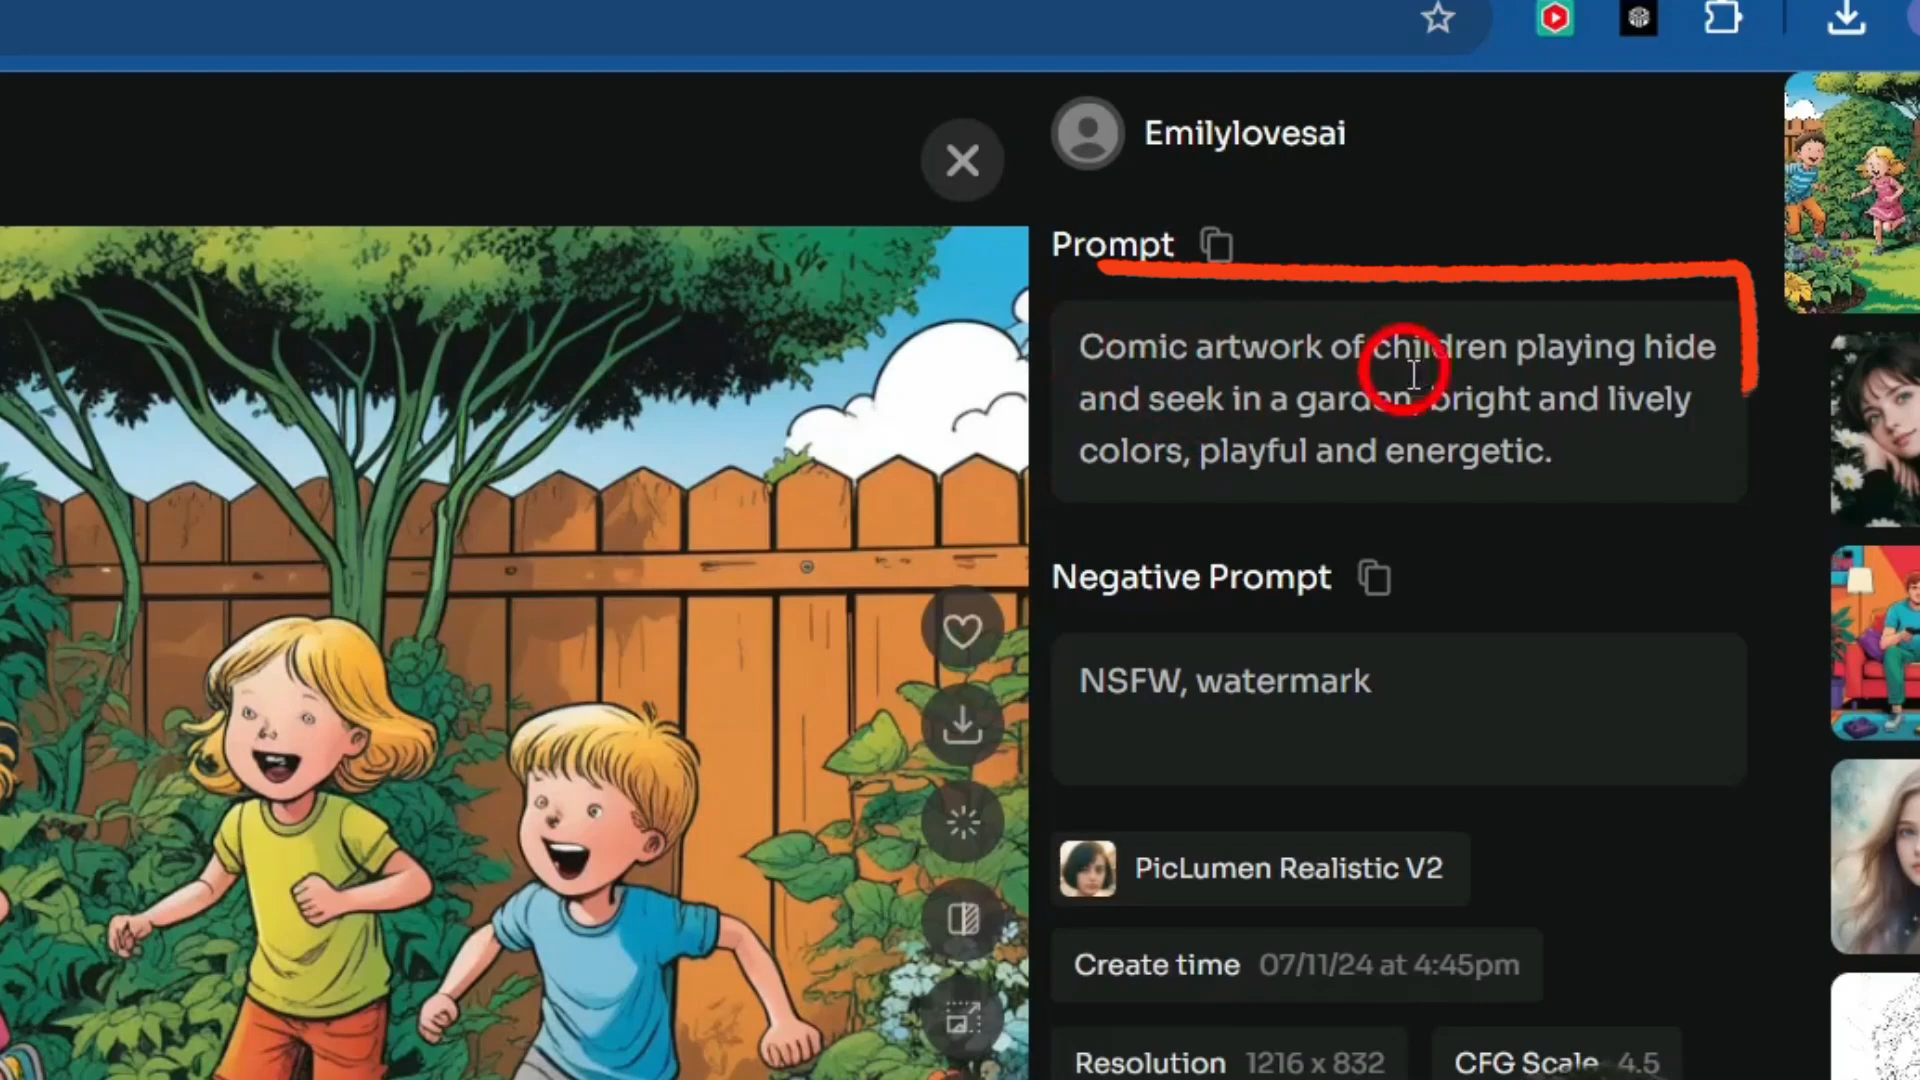 Emilylovesai
Prompt
Comic artwork of children playing hide
and seek in a garden, bright and lively
colors, playful and energetic.
Negative Prompt
NSFW, watermark
PicLumen Realistic V2
Create time 07/11/24 at 4:45pm
Resolution 1216 x 832
CFG Scale 4.5